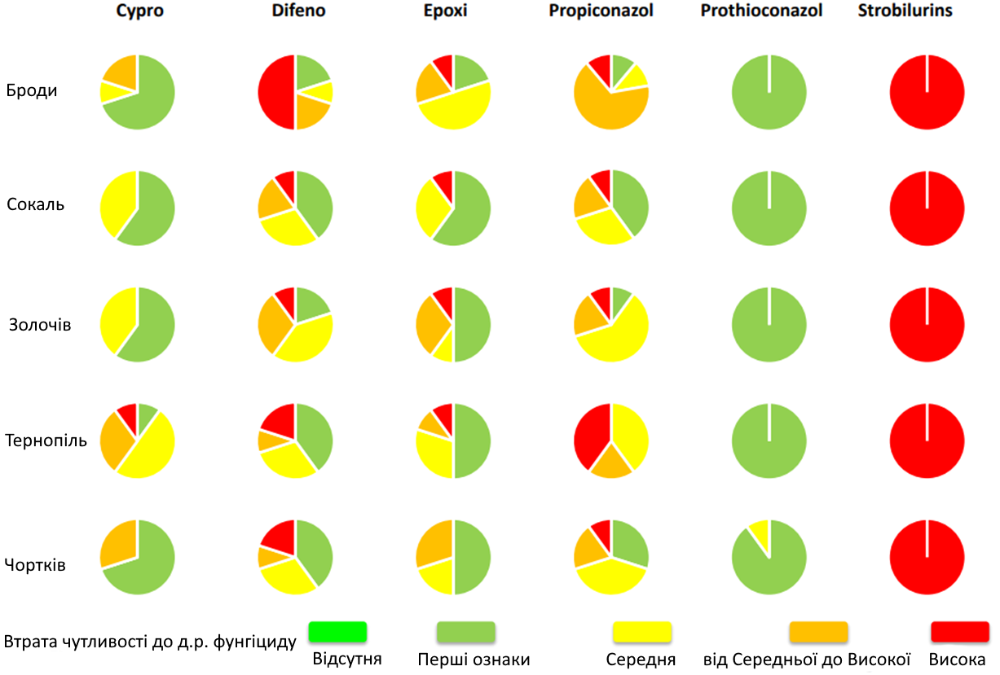 Cypro Difeno Epoxi Propiconazol Prothioconazol Strobilurins
Броди
Сокаль
Золочів
Тернопіль
Чортків
Втрата чутливості до д.р. фунгіциду
Відсутня Перші ознаки Середня від Середньої до Високої Висока